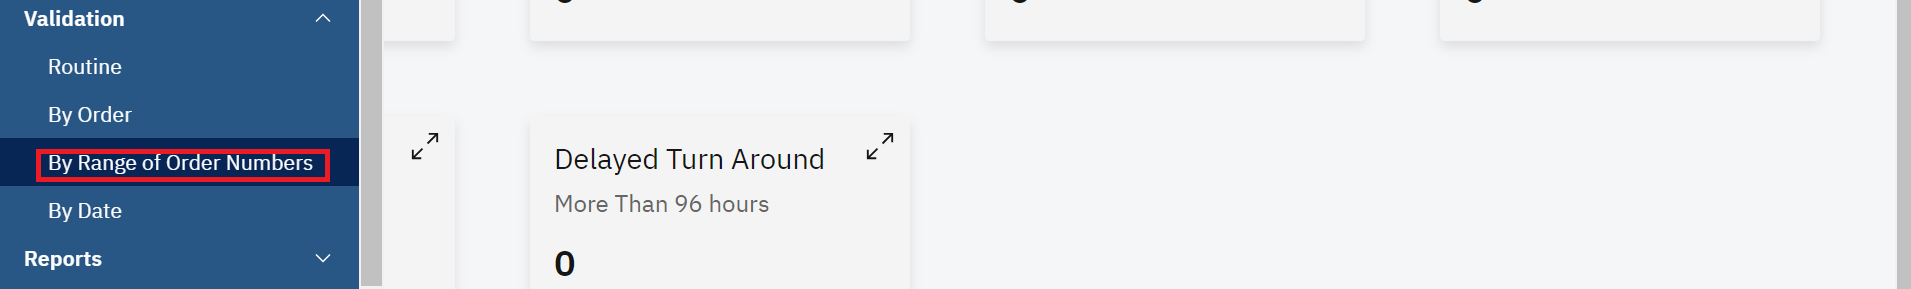 Validation
Routine
By Order
By Range of Order Numbers
By Date
Reports
Delayed Turn Around
More Than 96 hours
0